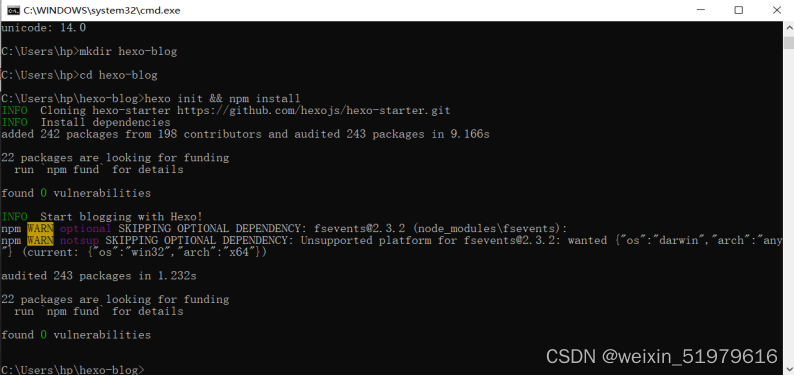 C:\WINDOWS\system32\cmd.exe
unicode: 14.0
C:\Users\hp>mkdir hexo-blog
C:\Users\hp>cd hexo-blog
C:\Users\hp\hexo-blog>hexo init && npm install
INFO  Cloning hexo-starter https://github.com/hexojs/hexo-starter.git
INFO  Install dependencies
added 242 packages from 198 contributors and audited 243 packages in 9.166s
22 packages are looking for funding
  run `npm fund` for details
found 0 vulnerabilities
INFO  Start blogging with Hexo!
npm WARN optional SKIPPING OPTIONAL DEPENDENCY: fsevents@2.3.2 (node_modules\fsevents):
npm WARN notsup SKIPPING OPTIONAL DEPENDENCY: Unsupported platform for fsevents@2.3.2: wanted {"os":"darwin","arch":"any
"} (current: {"os":"win32","arch":"x64"})
audited 243 packages in 1.232s
22 packages are looking for funding
  run `npm fund` for details
found 0 vulnerabilities
C:\Users\hp\hexo-blog>
CSDN @weixin_51979616